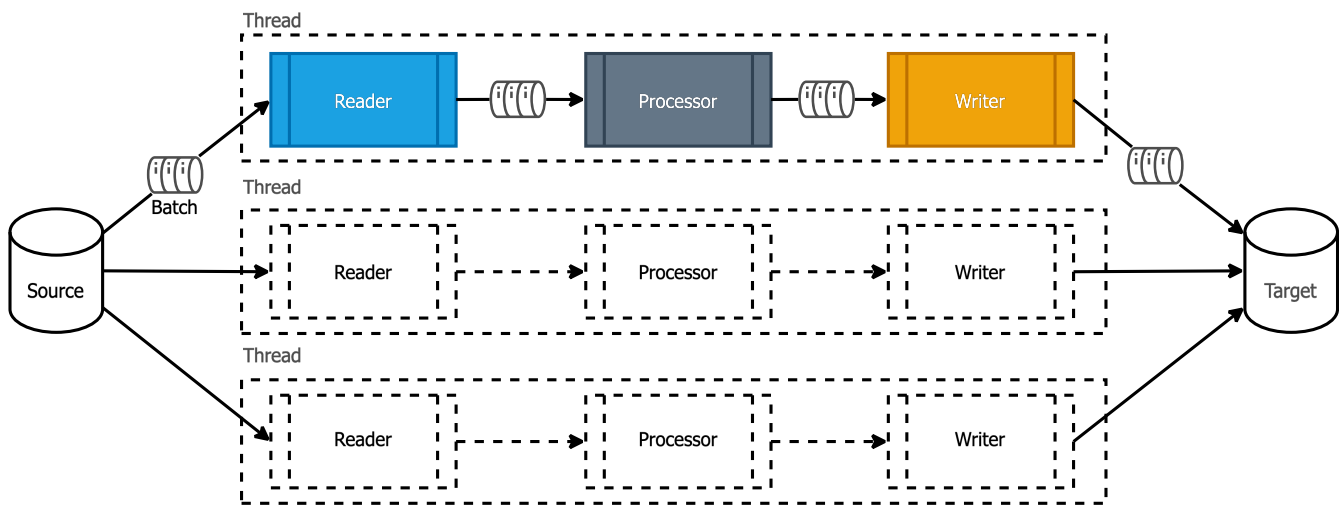 Thread
Reader
Processor
Writer
Batch
Thread
Source
Reader
Processor
Writer
Target
Thread
Reader
Processor
Writer